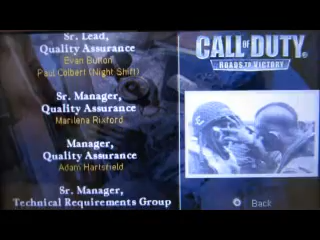 Sr. Lead,
Quality Assurance
Evan Button
Paul Colbert (Night Shift)
Sr. Manager,
Quality Assurance
Marilena Rixford
Manager,
Quality Assurance
Adam Hartsfield
Sr. Manager,
Technical Requirements Group
CALL OF DUTY®
ROADS TO VICTORY
Back